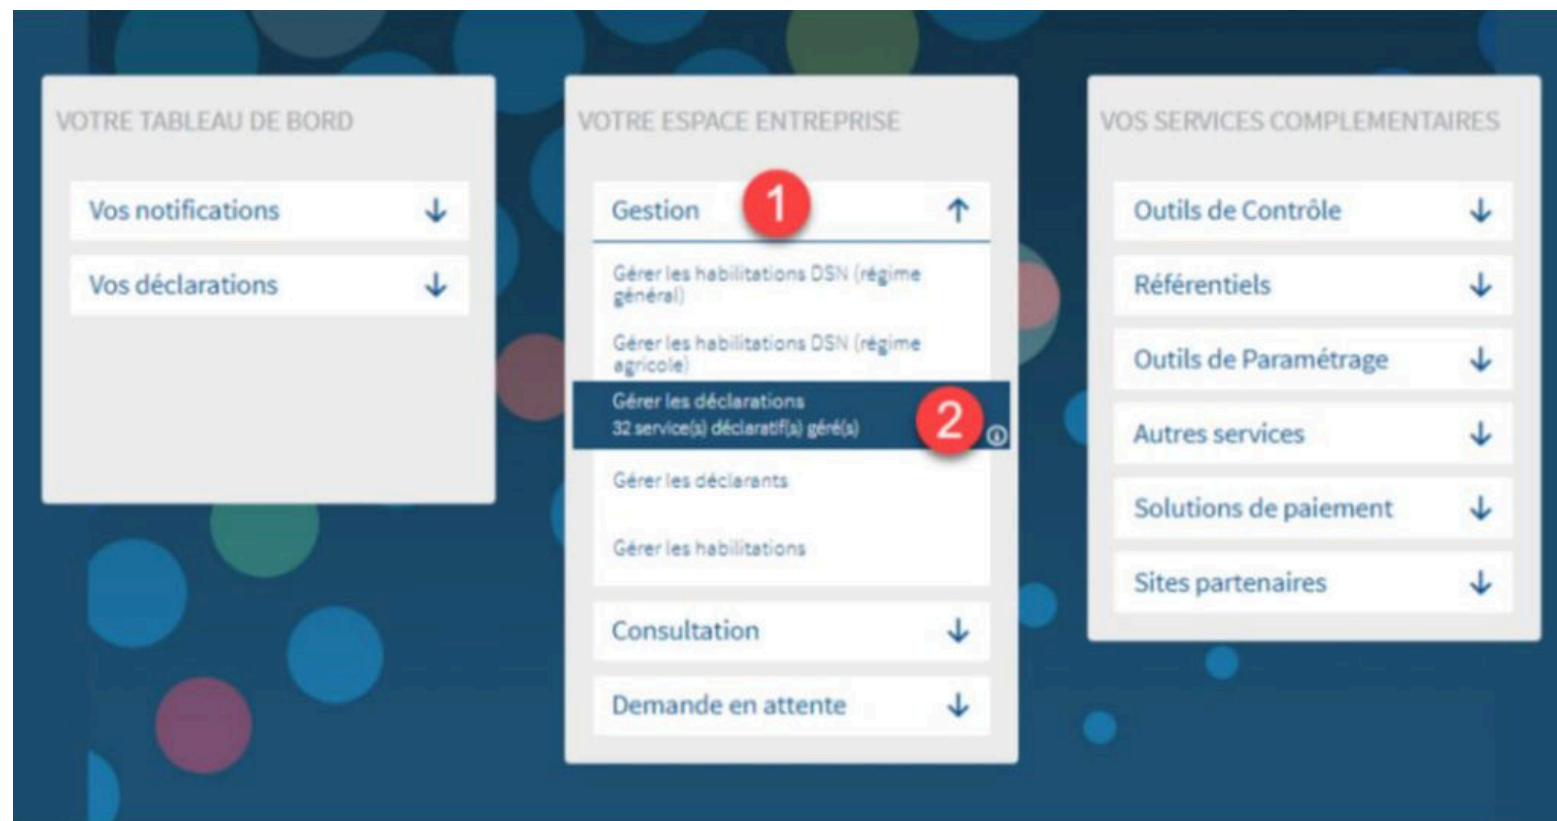 VOTRE TABLEAU DE BORD
Vos notifications
Vos déclarations
VOTRE ESPACE ENTREPRISE
Gestion
1
Gérer les habilitations DSN (régime
général)
Gérer les habilitations DSN (régime
agricole)
Gérer les déclarations
32 service(s) déclaratif(s) géré(s)
2
Gérer les déclarants
Gérer les habilitations
Consultation
Demande en attente
VOS SERVICES COMPLEMENTAIRES
Outils de Contrôle
Référentiels
Outils de Paramétrage
Autres services
Solutions de paiement
Sites partenaires